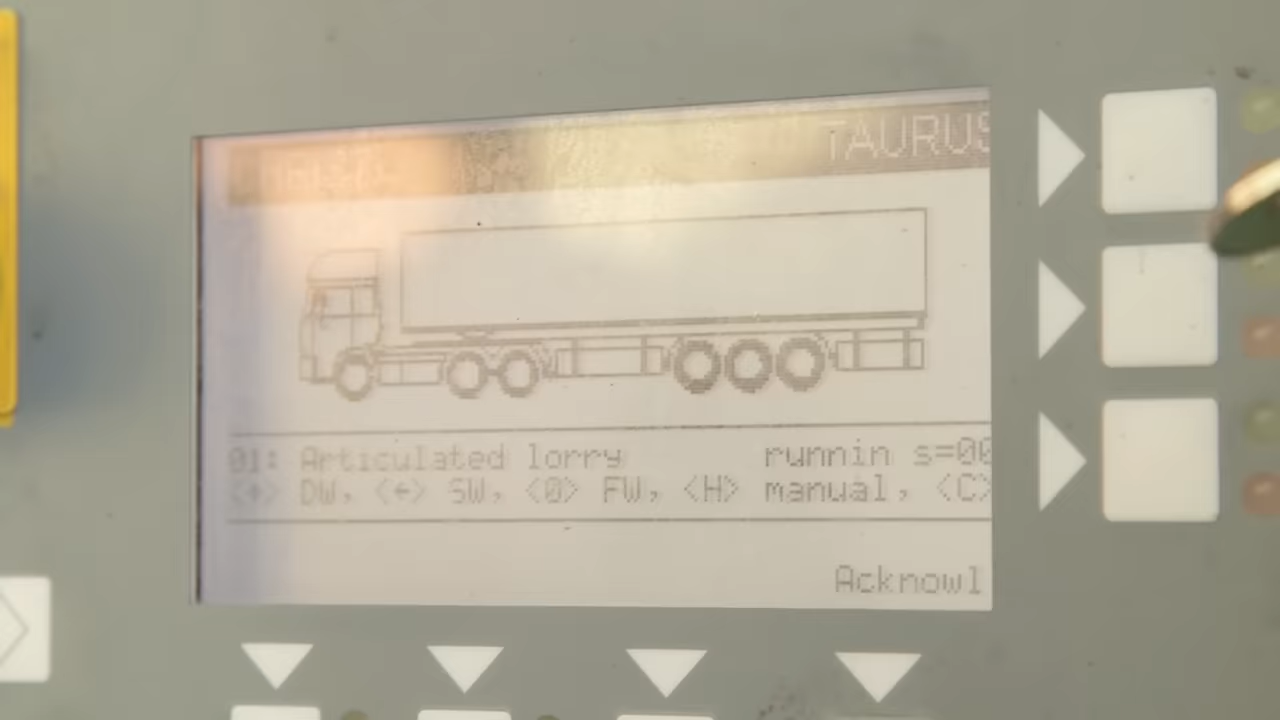 TAURUS
01: Articulated lorry runnin s=00
<+> DW, <←> SW, <0> FW, <H> manual, <C>
Acknowl